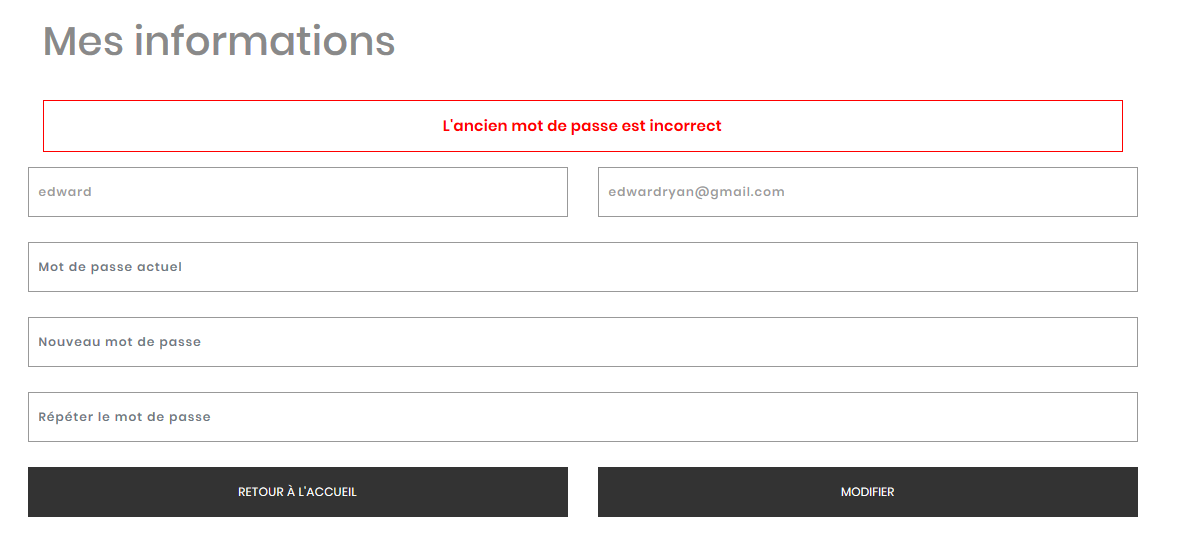 Mes informations
L'ancien mot de passe est incorrect
edward
edwardryan@gmail.com
Mot de passe actuel
Nouveau mot de passe
Répéter le mot de passe
RETOUR À L'ACCUEIL
MODIFIER